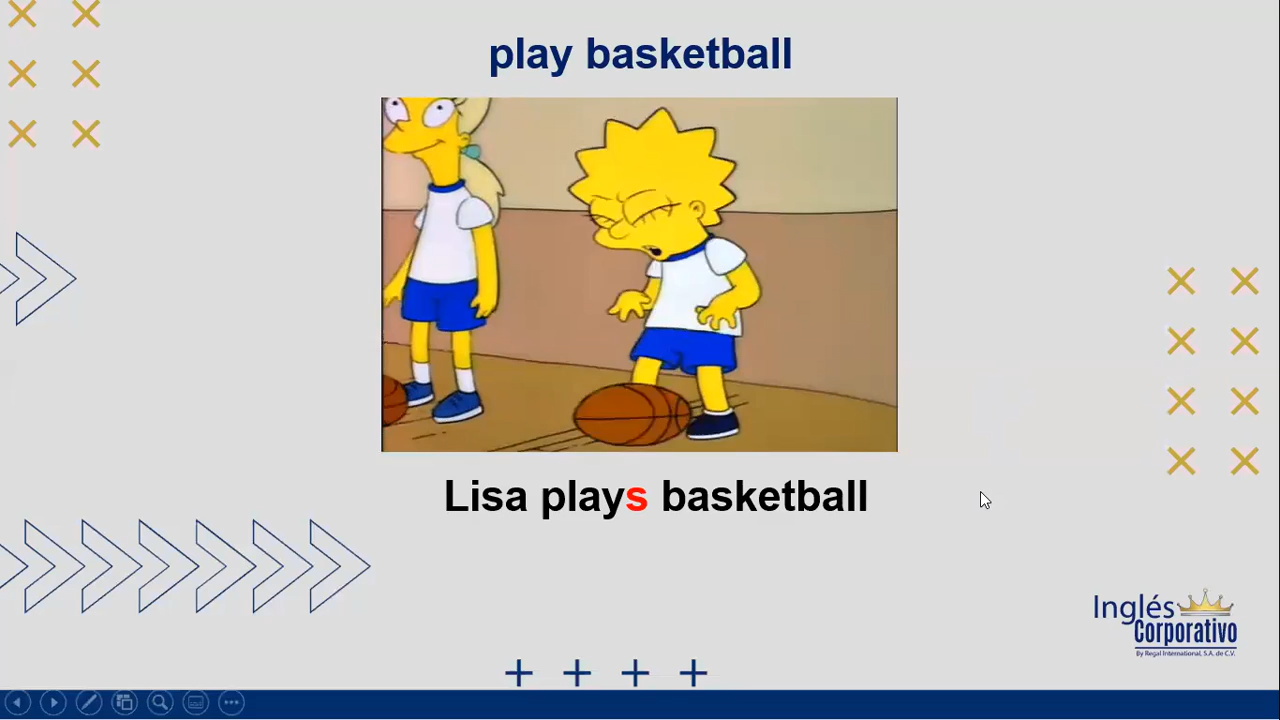 play basketball
Lisa plays basketball
Inglés
Corporativo
By Regal International, S.A. de C.V.